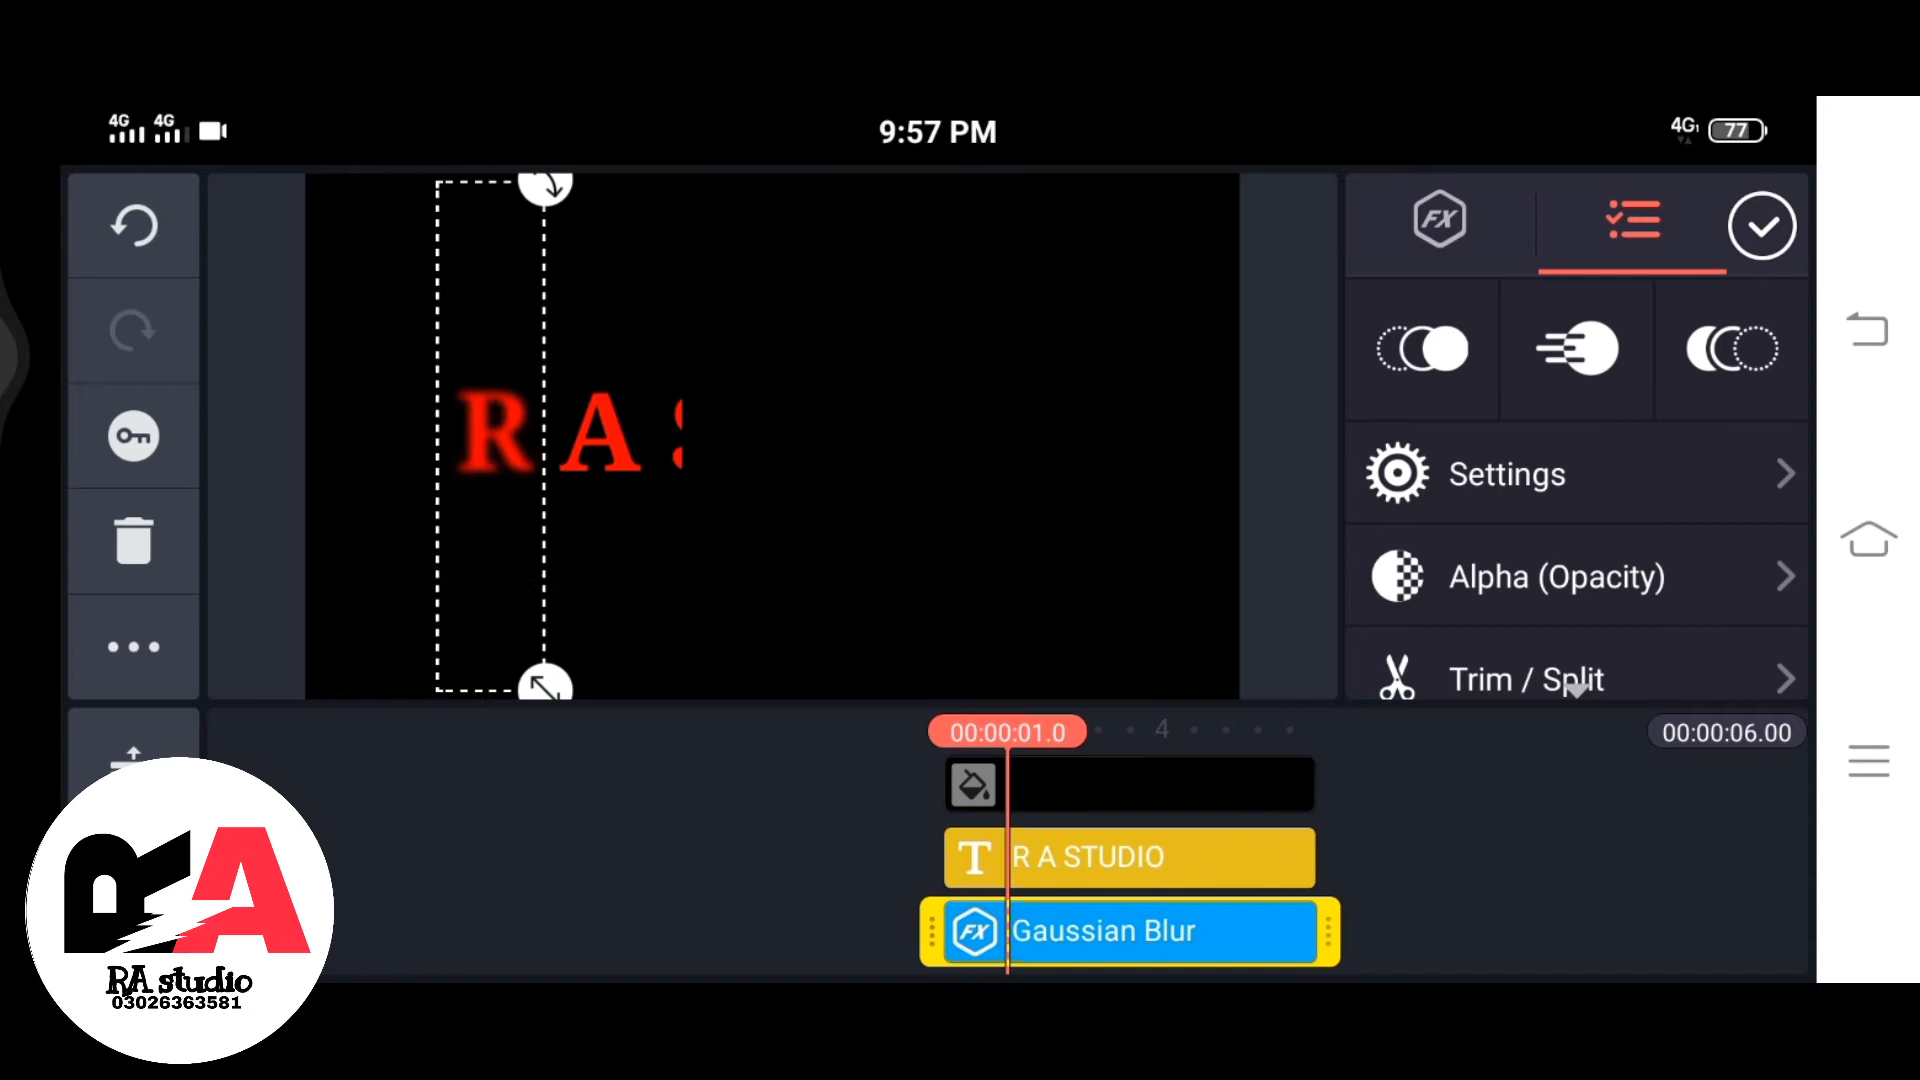 4G 4G
9:57 PM
4G 77
FX
R A S
Settings
Alpha (Opacity)
Trim / Split
00:00:01.0
4
00:00:06.00
T R A STUDIO
FX Gaussian Blur
RA
RA studio
03026363581